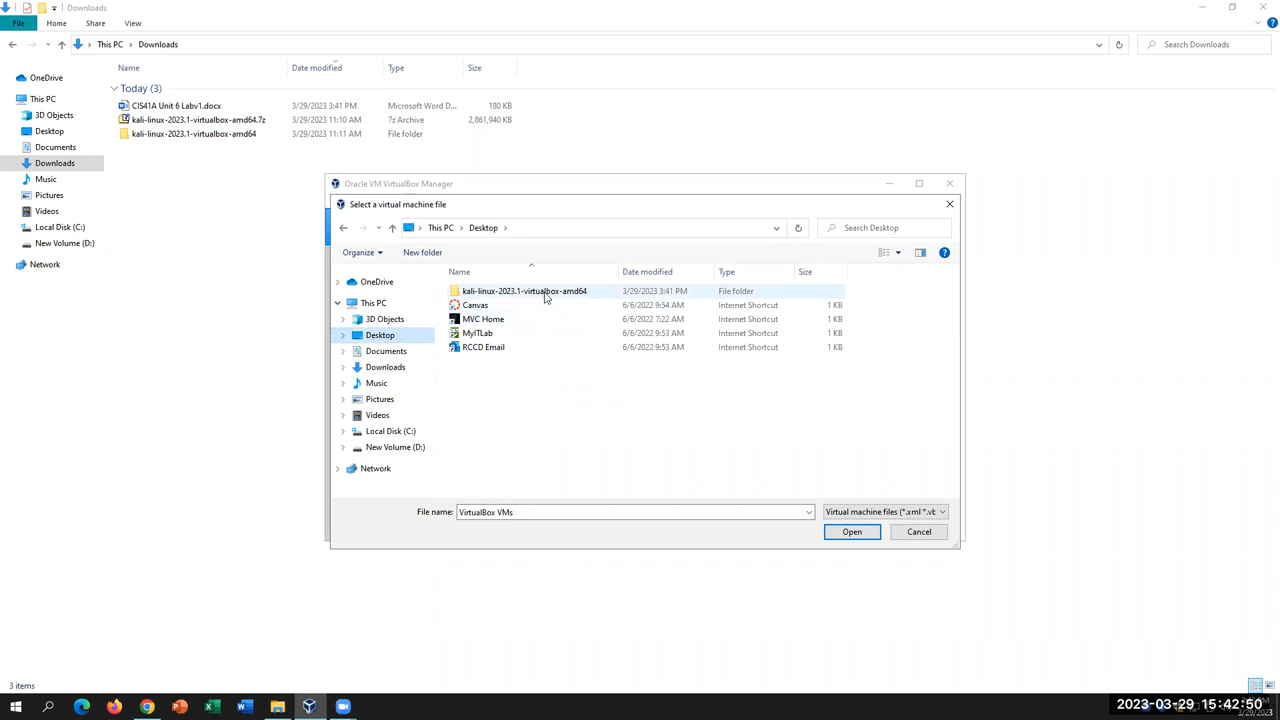 Downloads
File Home Share View
This PC Downloads
Search Downloads
Name Date modified Type Size
OneDrive
This PC
3D Objects
Desktop
Documents
Downloads
Music
Pictures
Videos
Local Disk (C:)
New Volume (D:)
Network
Today (3)
CIS41A Unit 6 Labv1.docx 3/29/2023 3:41 PM Microsoft Word D... 180 KB
kali-linux-2023.1-virtualbox-amd64.7z 3/29/2023 11:10 AM 7z Archive 2,861,940 KB
kali-linux-2023.1-virtualbox-amd64 3/29/2023 11:11 AM File folder
Oracle VM VirtualBox Manager
Select a virtual machine file
This PC Desktop
Search Desktop
Organize New folder
OneDrive
This PC
3D Objects
Desktop
Documents
Downloads
Music
Pictures
Videos
Local Disk (C:)
New Volume (D:)
Network
Name Date modified Type Size
kali-linux-2023.1-virtualbox-amd64 3/29/2023 3:41 PM File folder
Canvas 6/6/2022 9:54 AM Internet Shortcut 1 KB
MVC Home 6/6/2022 7:22 AM Internet Shortcut 1 KB
MyITLab 6/6/2022 9:53 AM Internet Shortcut 1 KB
RCCD Email 6/6/2022 9:53 AM Internet Shortcut 1 KB
File name: VirtualBox VMs Virtual machine files (*.xml *.vb
Open Cancel
3 items
2023-03-29 15:42:50